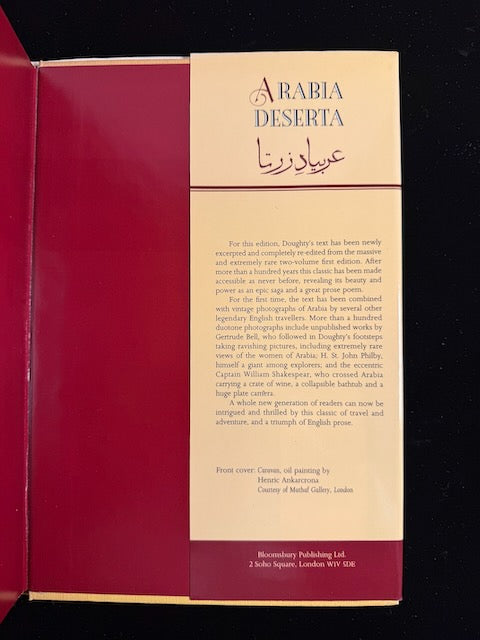 ARABIA
DESERTA
عربيا دزرتا
For this edition, Doughty's text has been newly
excerpted and completely re-edited from the massive
and extremely rare two-volume first edition. After
more than a hundred years this classic has been made
accessible as never before, revealing its beauty and
power as an epic saga and a great prose poem.
For the first time, the text has been combined
with vintage photographs of Arabia by several other
legendary English travellers. More than a hundred
duotone photographs include unpublished works by
Gertrude Bell, who followed in Doughty's footsteps
taking ravishing pictures, including extremely rare
views of the women of Arabia; H. St. John Philby,
himself a giant among explorers; and the eccentric
Captain William Shakespear, who crossed Arabia
carrying a crate of wine, a collapsible bathtub and a
huge plate camera.
A whole new generation of readers can now be
intrigued and thrilled by this classic of travel and
adventure, and a triumph of English prose.
Front cover: Caravan, oil painting by
Henric Ankarcrona
Courtesy of Mathaf Gallery, London
Bloomsbury Publishing Ltd.
2 Soho Square, London W1V 5DE